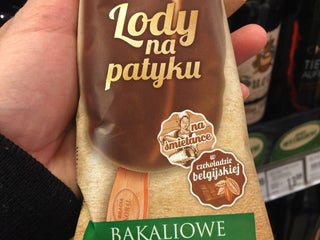 Lody
na
patyku
na
śmietance
w
czekoladzie
belgijskiej
BAKALIOWE